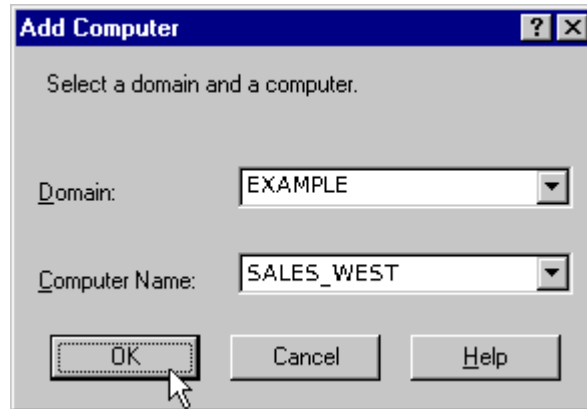 Add Computer
Select a domain and a computer.
Domain: EXAMPLE
Computer Name: SALES_WEST
OK Cancel Help